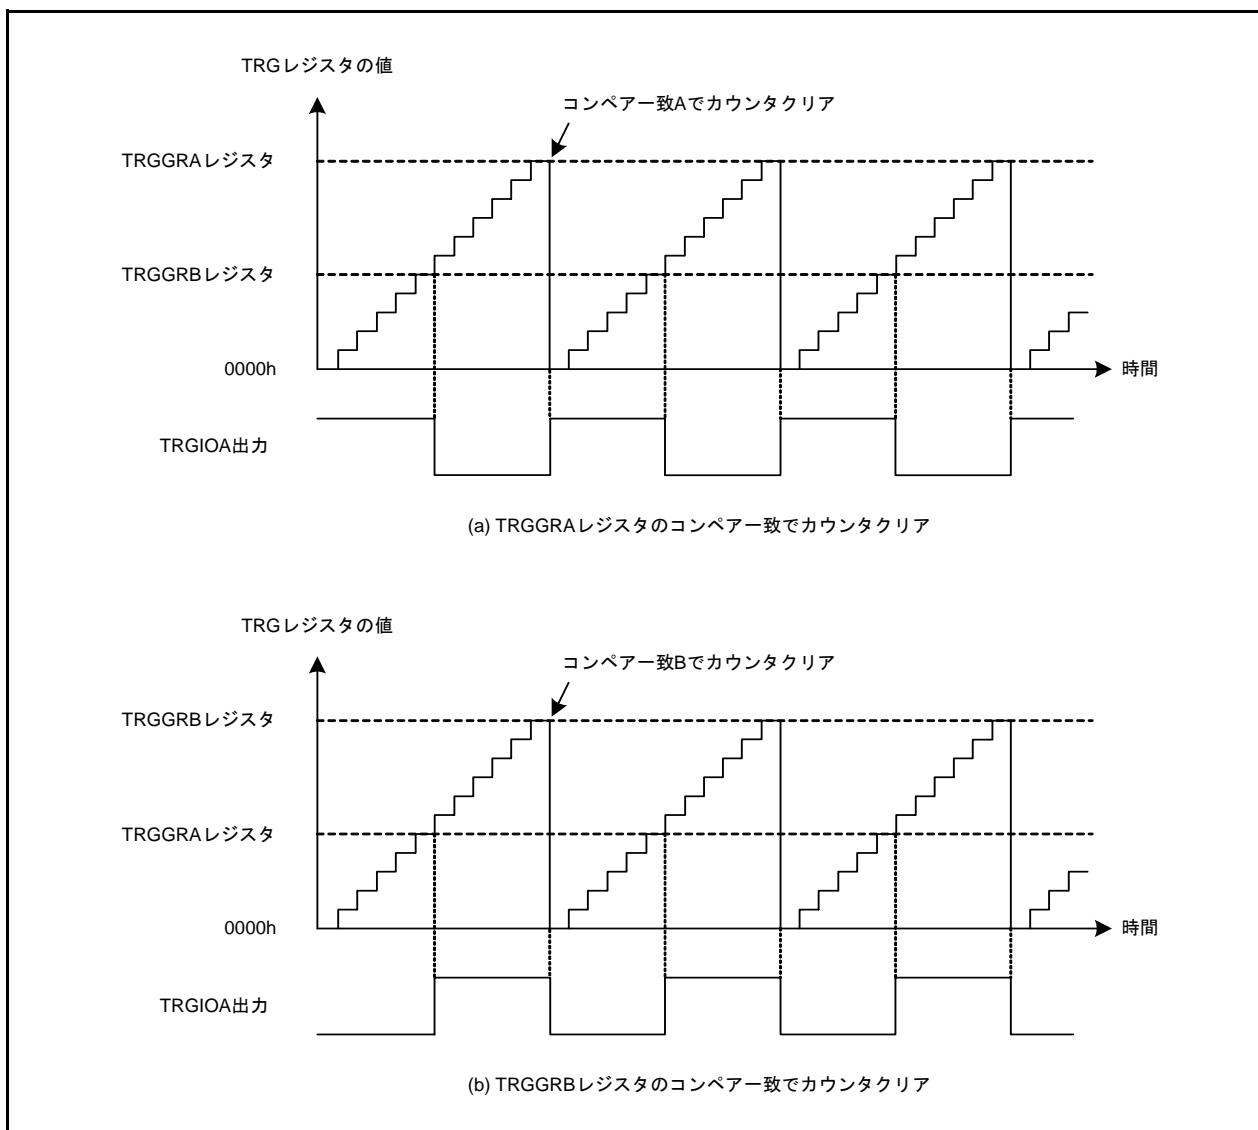 TRGレジスタの値
コンペア一致Aでカウンタクリア
TRGGRAレジスタ
TRGGRBレジスタ
0000h
時間
TRGIOA出力
(a) TRGGRAレジスタのコンペア一致でカウンタクリア
TRGレジスタの値
コンペア一致Bでカウンタクリア
TRGGRBレジスタ
TRGGRAレジスタ
0000h
時間
TRGIOA出力
(b) TRGGRBレジスタのコンペア一致でカウンタクリア